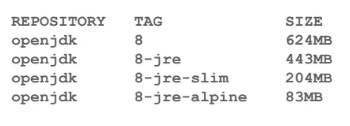 REPOSITORY TAG SIZE
openjdk 8 624MB
openjdk 8-jre 443MB
openjdk 8-jre-slim 204MB
openjdk 8-jre-alpine 83MB